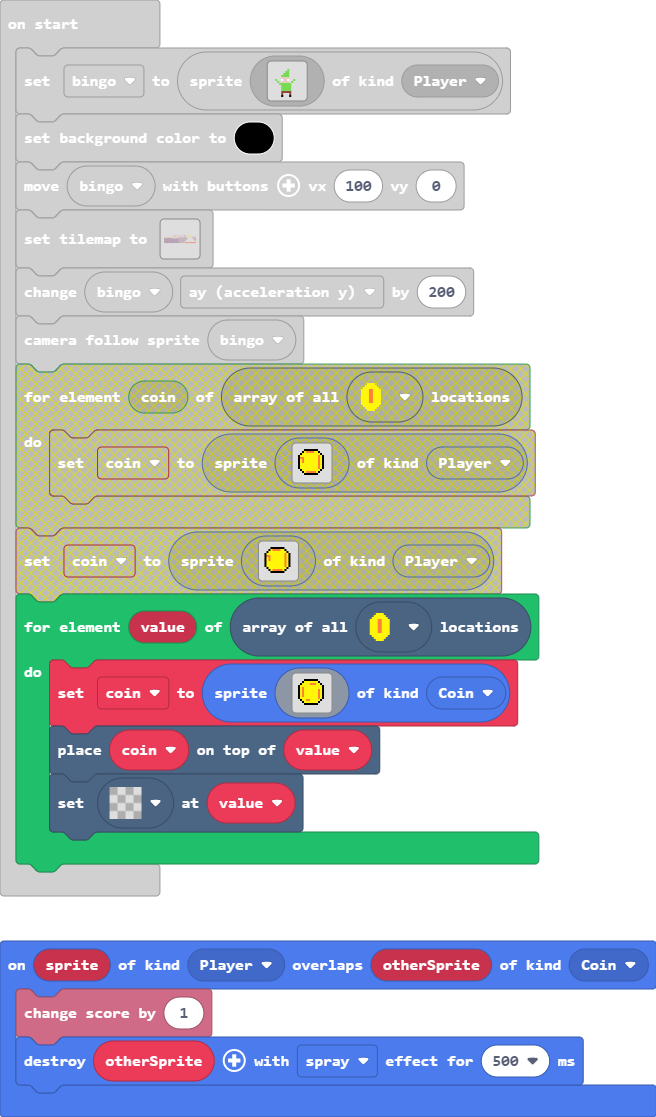 on start
set bingo to sprite of kind Player
set background color to
move bingo with buttons vx 100 vy 0
set tilemap to
change bingo ay (acceleration y) by 200
camera follow sprite bingo
for element coin of array of all locations
do
set coin to sprite of kind Player
set coin to sprite of kind Player
for element value of array of all locations
do
set coin to sprite of kind Coin
place coin on top of value
set at value
on sprite of kind Player overlaps otherSprite of kind Coin
change score by 1
destroy otherSprite with spray effect for 500 ms